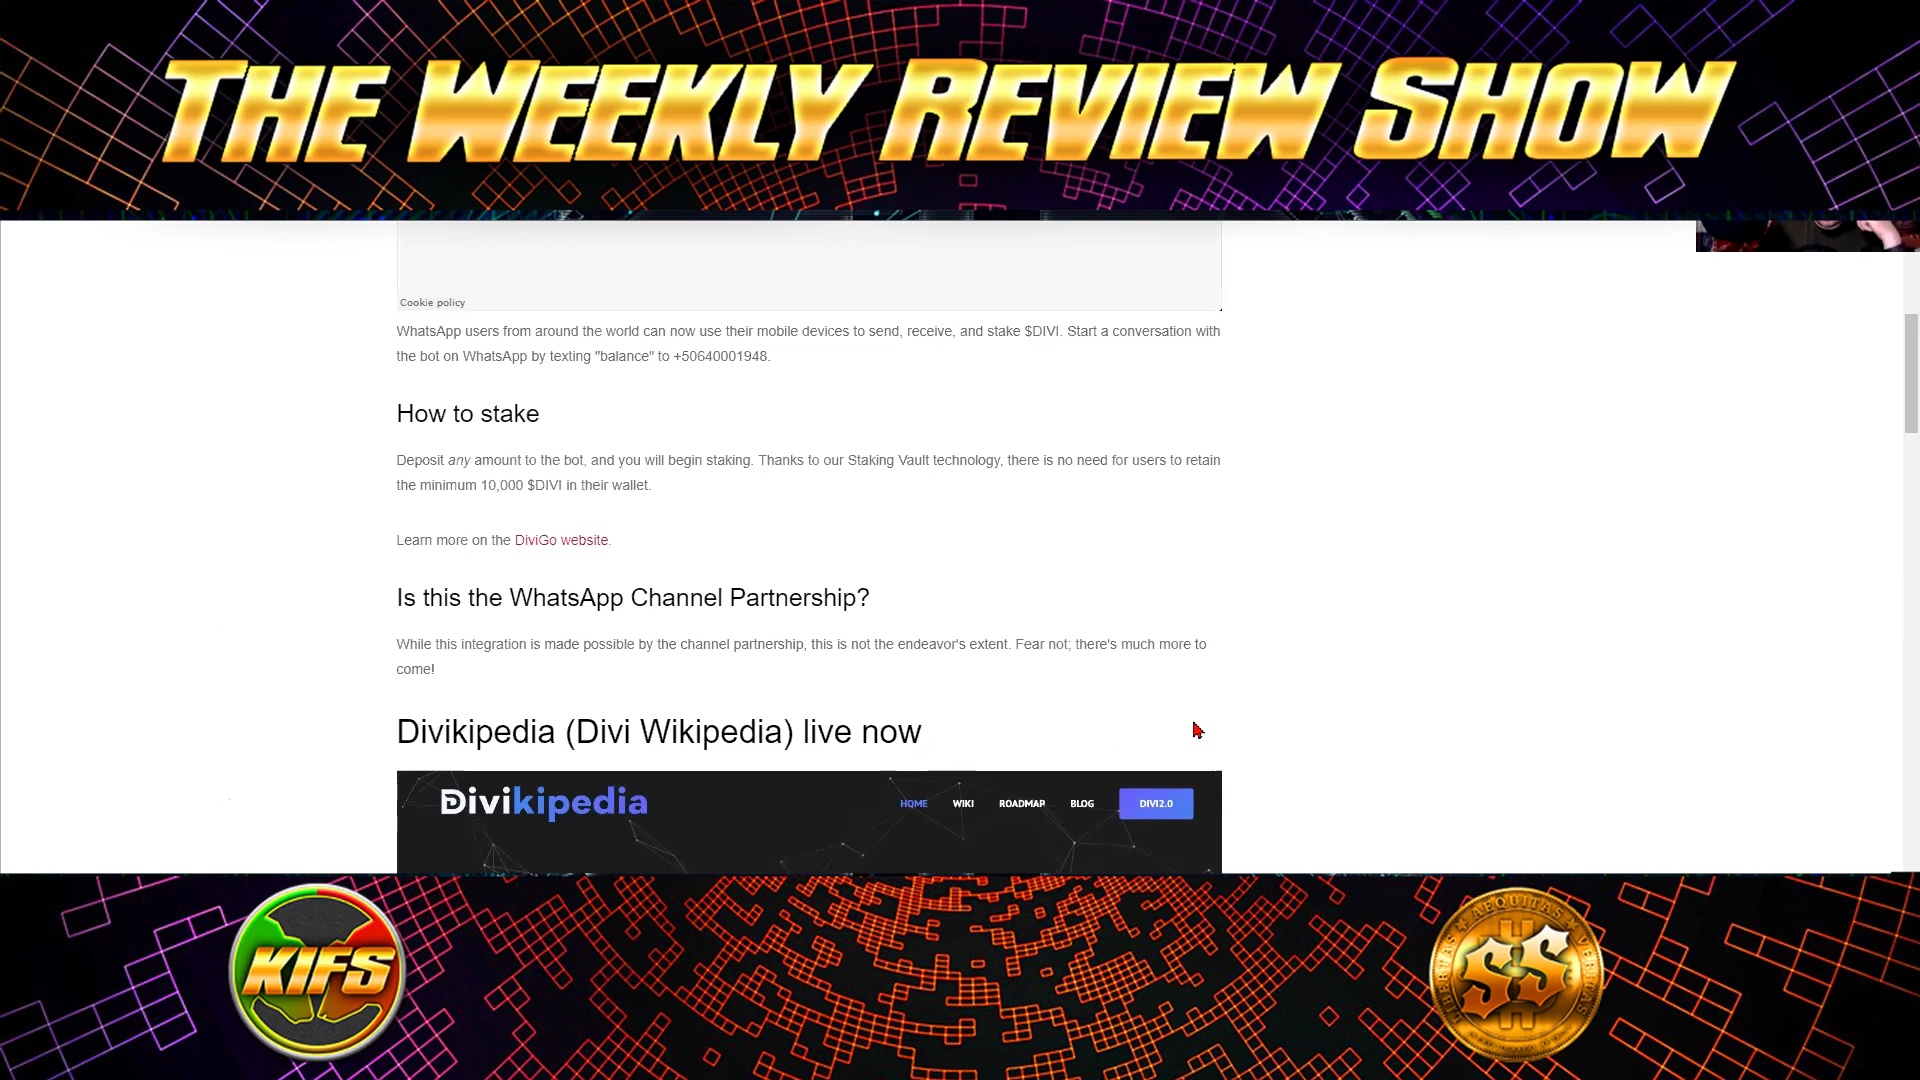 THE WEEKLY REVIEW SHOW
Cookie policy
WhatsApp users from around the world can now use their mobile devices to send, receive, and stake $DIVI. Start a conversation with
the bot on WhatsApp by texting "balance" to +50640001948.
How to stake
Deposit any amount to the bot, and you will begin staking. Thanks to our Staking Vault technology, there is no need for users to retain
the minimum 10,000 $DIVI in their wallet.
Learn more on the DiviGo website.
Is this the WhatsApp Channel Partnership?
While this integration is made possible by the channel partnership, this is not the endeavor's extent. Fear not; there's much more to
come!
Divikipedia (Divi Wikipedia) live now
Divikipedia HOME WIKI ROADMAP BLOG DIVI2.0
KIFS
AEQUITAS
LIBERTAS VERITAS
SS